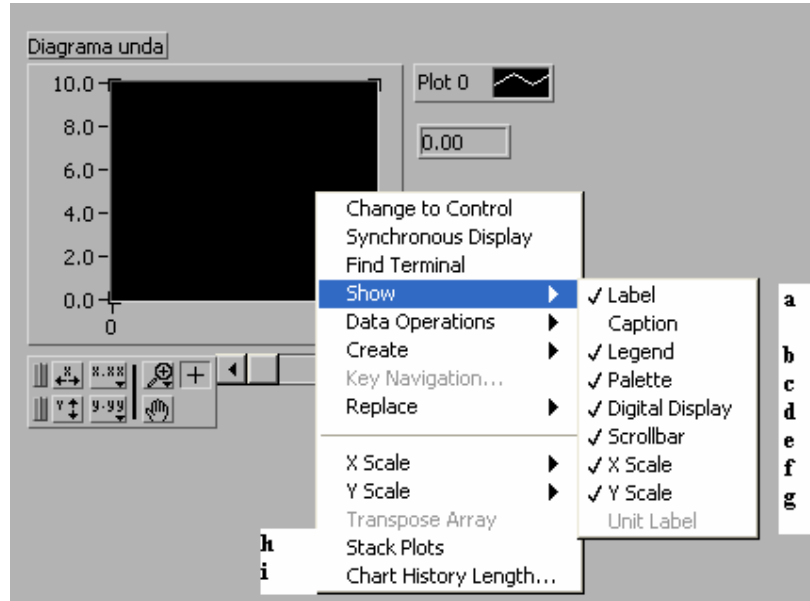 Diagrama unda
10.0
8.0
6.0
4.0
2.0
0.0
0
Plot 0
0.00
X X.XX
Y y.yy
Change to Control
Synchronous Display
Find Terminal
Show
Data Operations
Create
Key Navigation...
Replace
X Scale
Y Scale
Transpose Array
h Stack Plots
i Chart History Length...
Label a
Caption
Legend b
Palette c
Digital Display d
Scrollbar e
X Scale f
Y Scale g
Unit Label